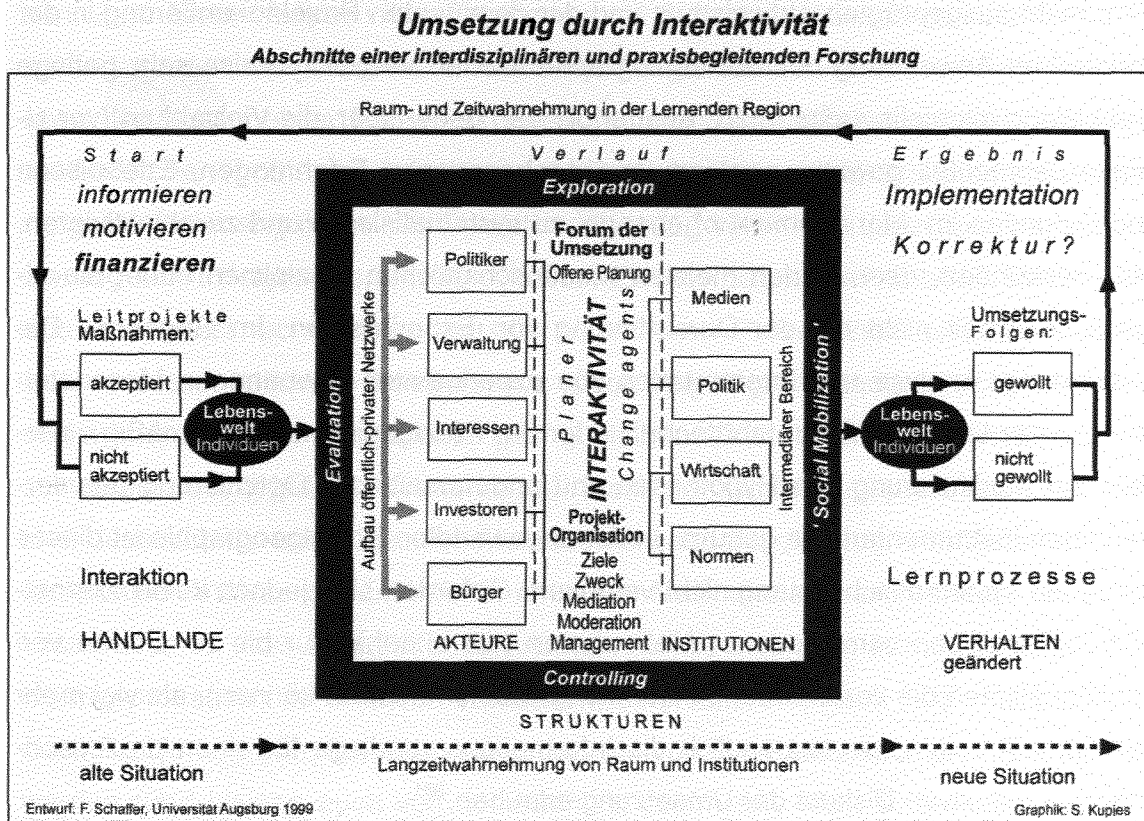 Umsetzung durch Interaktivität
Abschnitte einer interdisziplinären und praxisbegleitenden Forschung
Raum- und Zeitwahrnehmung in der Lernenden Region
Start
informieren
motivieren
finanzieren
Leitprojekte
Maßnahmen:
akzeptiert
nicht
akzeptiert
Lebens-
welt
Individuen
Interaktion
HANDELNDE
Verlauf
Exploration
Evaluation
Aufbau öffentlich-privater Netzwerke
Politiker
Verwaltung
Interessen
Investoren
Bürger
AKTEURE
Forum der
Umsetzung
Offene Planung
Planer
INTERAKTIVITÄT
Change agents
Projekt-
Organisation
Ziele
Zweck
Mediation
Moderation
Management
Medien
Politik
Wirtschaft
Normen
INSTITUTIONEN
Intermediärer Bereich
'Social Mobilization'
Controlling
Ergebnis
Implementation
Korrektur?
Umsetzungs-
Folgen:
Lebens-
welt
Individuen
gewollt
nicht
gewollt
Lernprozesse
VERHALTEN
geändert
STRUKTUREN
alte Situation
Langzeitwahrnehmung von Raum und Institutionen
neue Situation
Entwurf: F. Schaffer, Universität Augsburg 1999
Graphik: S. Kupies